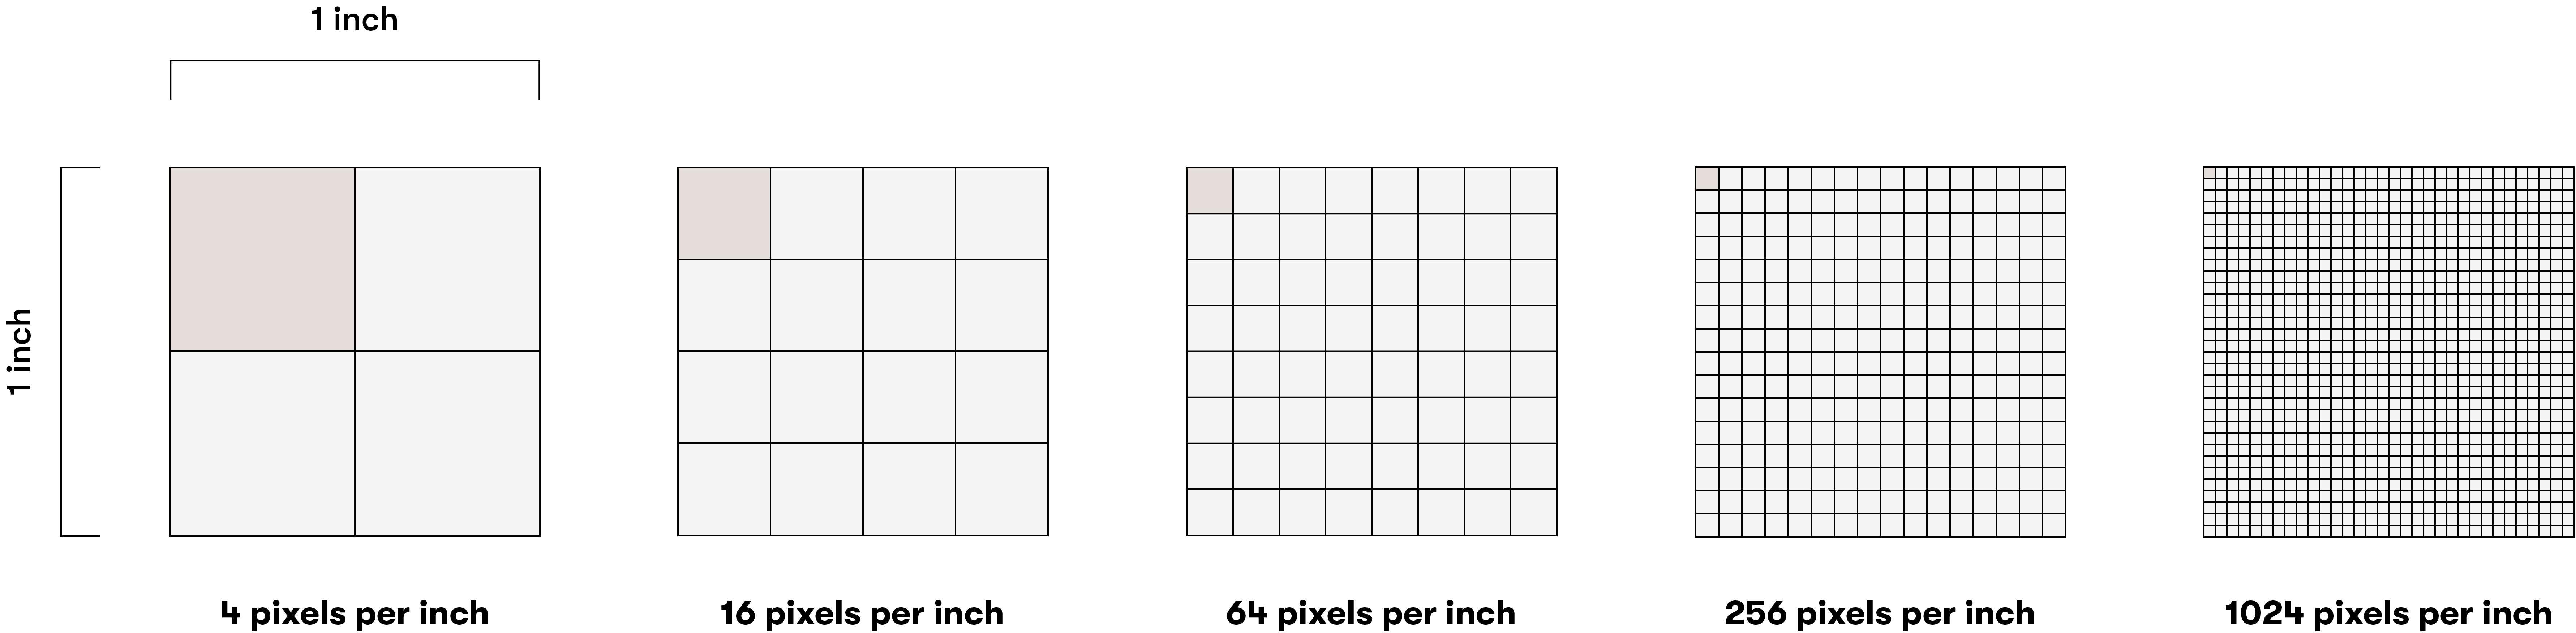 1 inch
1 inch
4 pixels per inch
16 pixels per inch
64 pixels per inch
256 pixels per inch
1024 pixels per inch